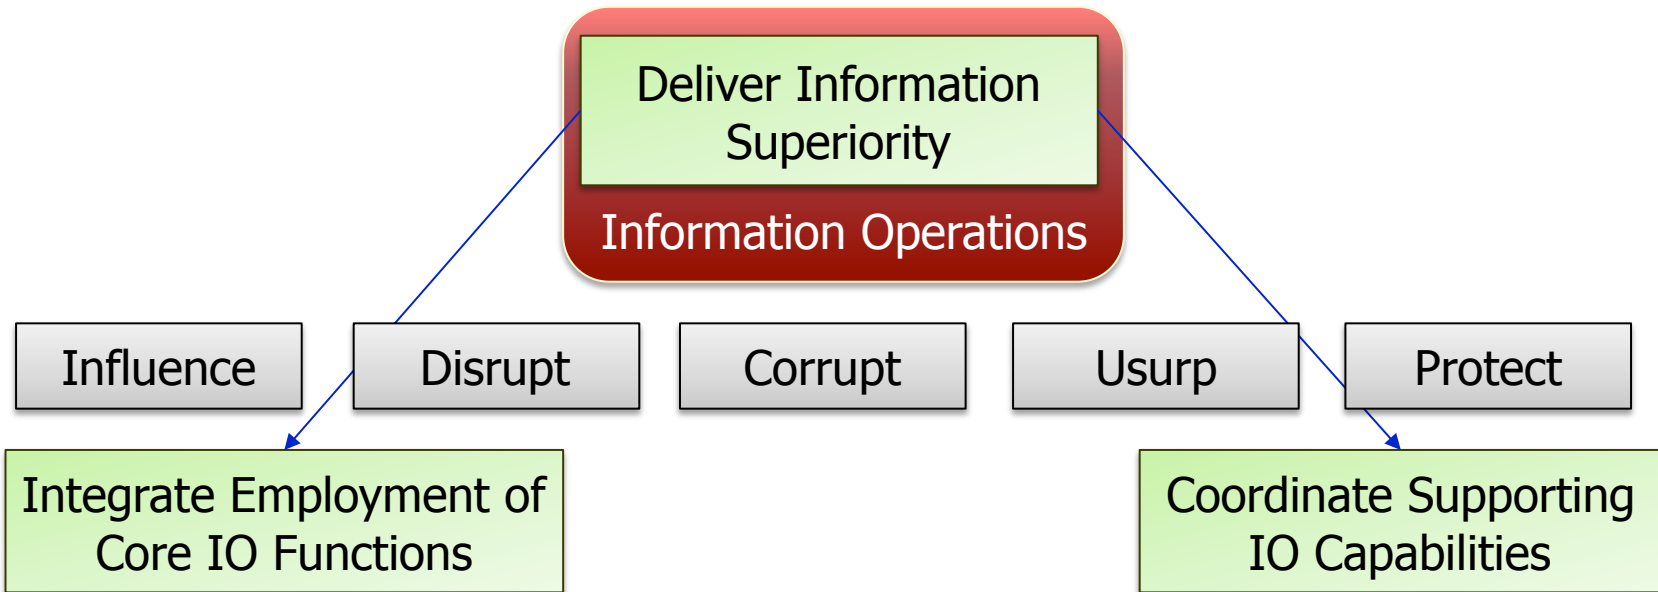 Deliver Information
Superiority
Information Operations
Influence
Disrupt
Corrupt
Usurp
Protect
Integrate Employment of
Core IO Functions
Coordinate Supporting
IO Capabilities